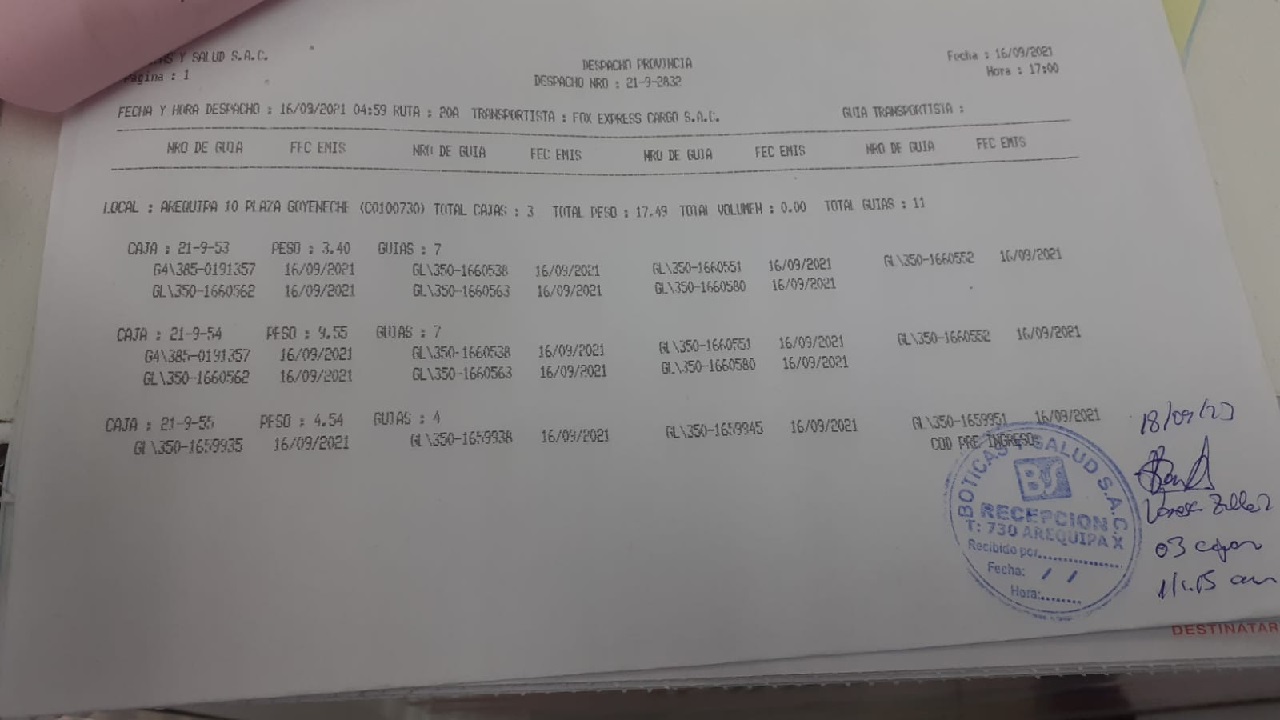 Y SALUD S.A.C.
Página : 1
DESPACHO PROVINCIA
DESPACHO NRO : 21-9-2832
Fecha : 16/09/2021
Hora : 17:00
FECHA Y HORA DESPACHO : 16/09/2021 04:59 RUTA : 20A TRANSPORTISTA : FOX EXPRESS CARGO S.A.C. GUIA TRANSPORTISTA :
NRO DE GUIA FEC EMIS NRO DE GUIA FEC EMIS NRO DE GUIA FEC EMIS NRO DE GUIA FEC EMIS
LOCAL : AREQUIPA 10 PLAZA GOYENECHE (C0100730) TOTAL CAJAS : 3 TOTAL PESO : 17.49 TOTAL VOLUMEN : 0.00 TOTAL GUIAS : 11
CAJA : 21-9-53 PESO : 3.40 GUIAS : 7
G4\385-0191357 16/09/2021 GL\350-1660538 16/09/2021 GL\350-1660551 16/09/2021 GL\350-1660552 16/09/2021
GL\350-1660562 16/09/2021 GL\350-1660563 16/09/2021 GL\350-1660580 16/09/2021
CAJA : 21-9-54 PESO : 9.55 GUIAS : 7
G4\385-0191357 16/09/2021 GL\350-1660538 16/09/2021 GL\350-1660551 16/09/2021 GL\350-1660552 16/09/2021
GL\350-1660562 16/09/2021 GL\350-1660563 16/09/2021 GL\350-1660580 16/09/2021
CAJA : 21-9-55 PESO : 4.54 GUIAS : 4
GL\350-1659935 16/09/2021 GL\350-1659938 16/09/2021 GL\350-1659945 16/09/2021 GL\350-1659951 16/09/2021
COD PRE-INGRESO:
BOTICAS Y SALUD S.A.C.
BS
RECEPCION
T: 730 AREQUIPA X
Recibido por
Fecha: / /
Hora:
03 cajas
DESTINATAR